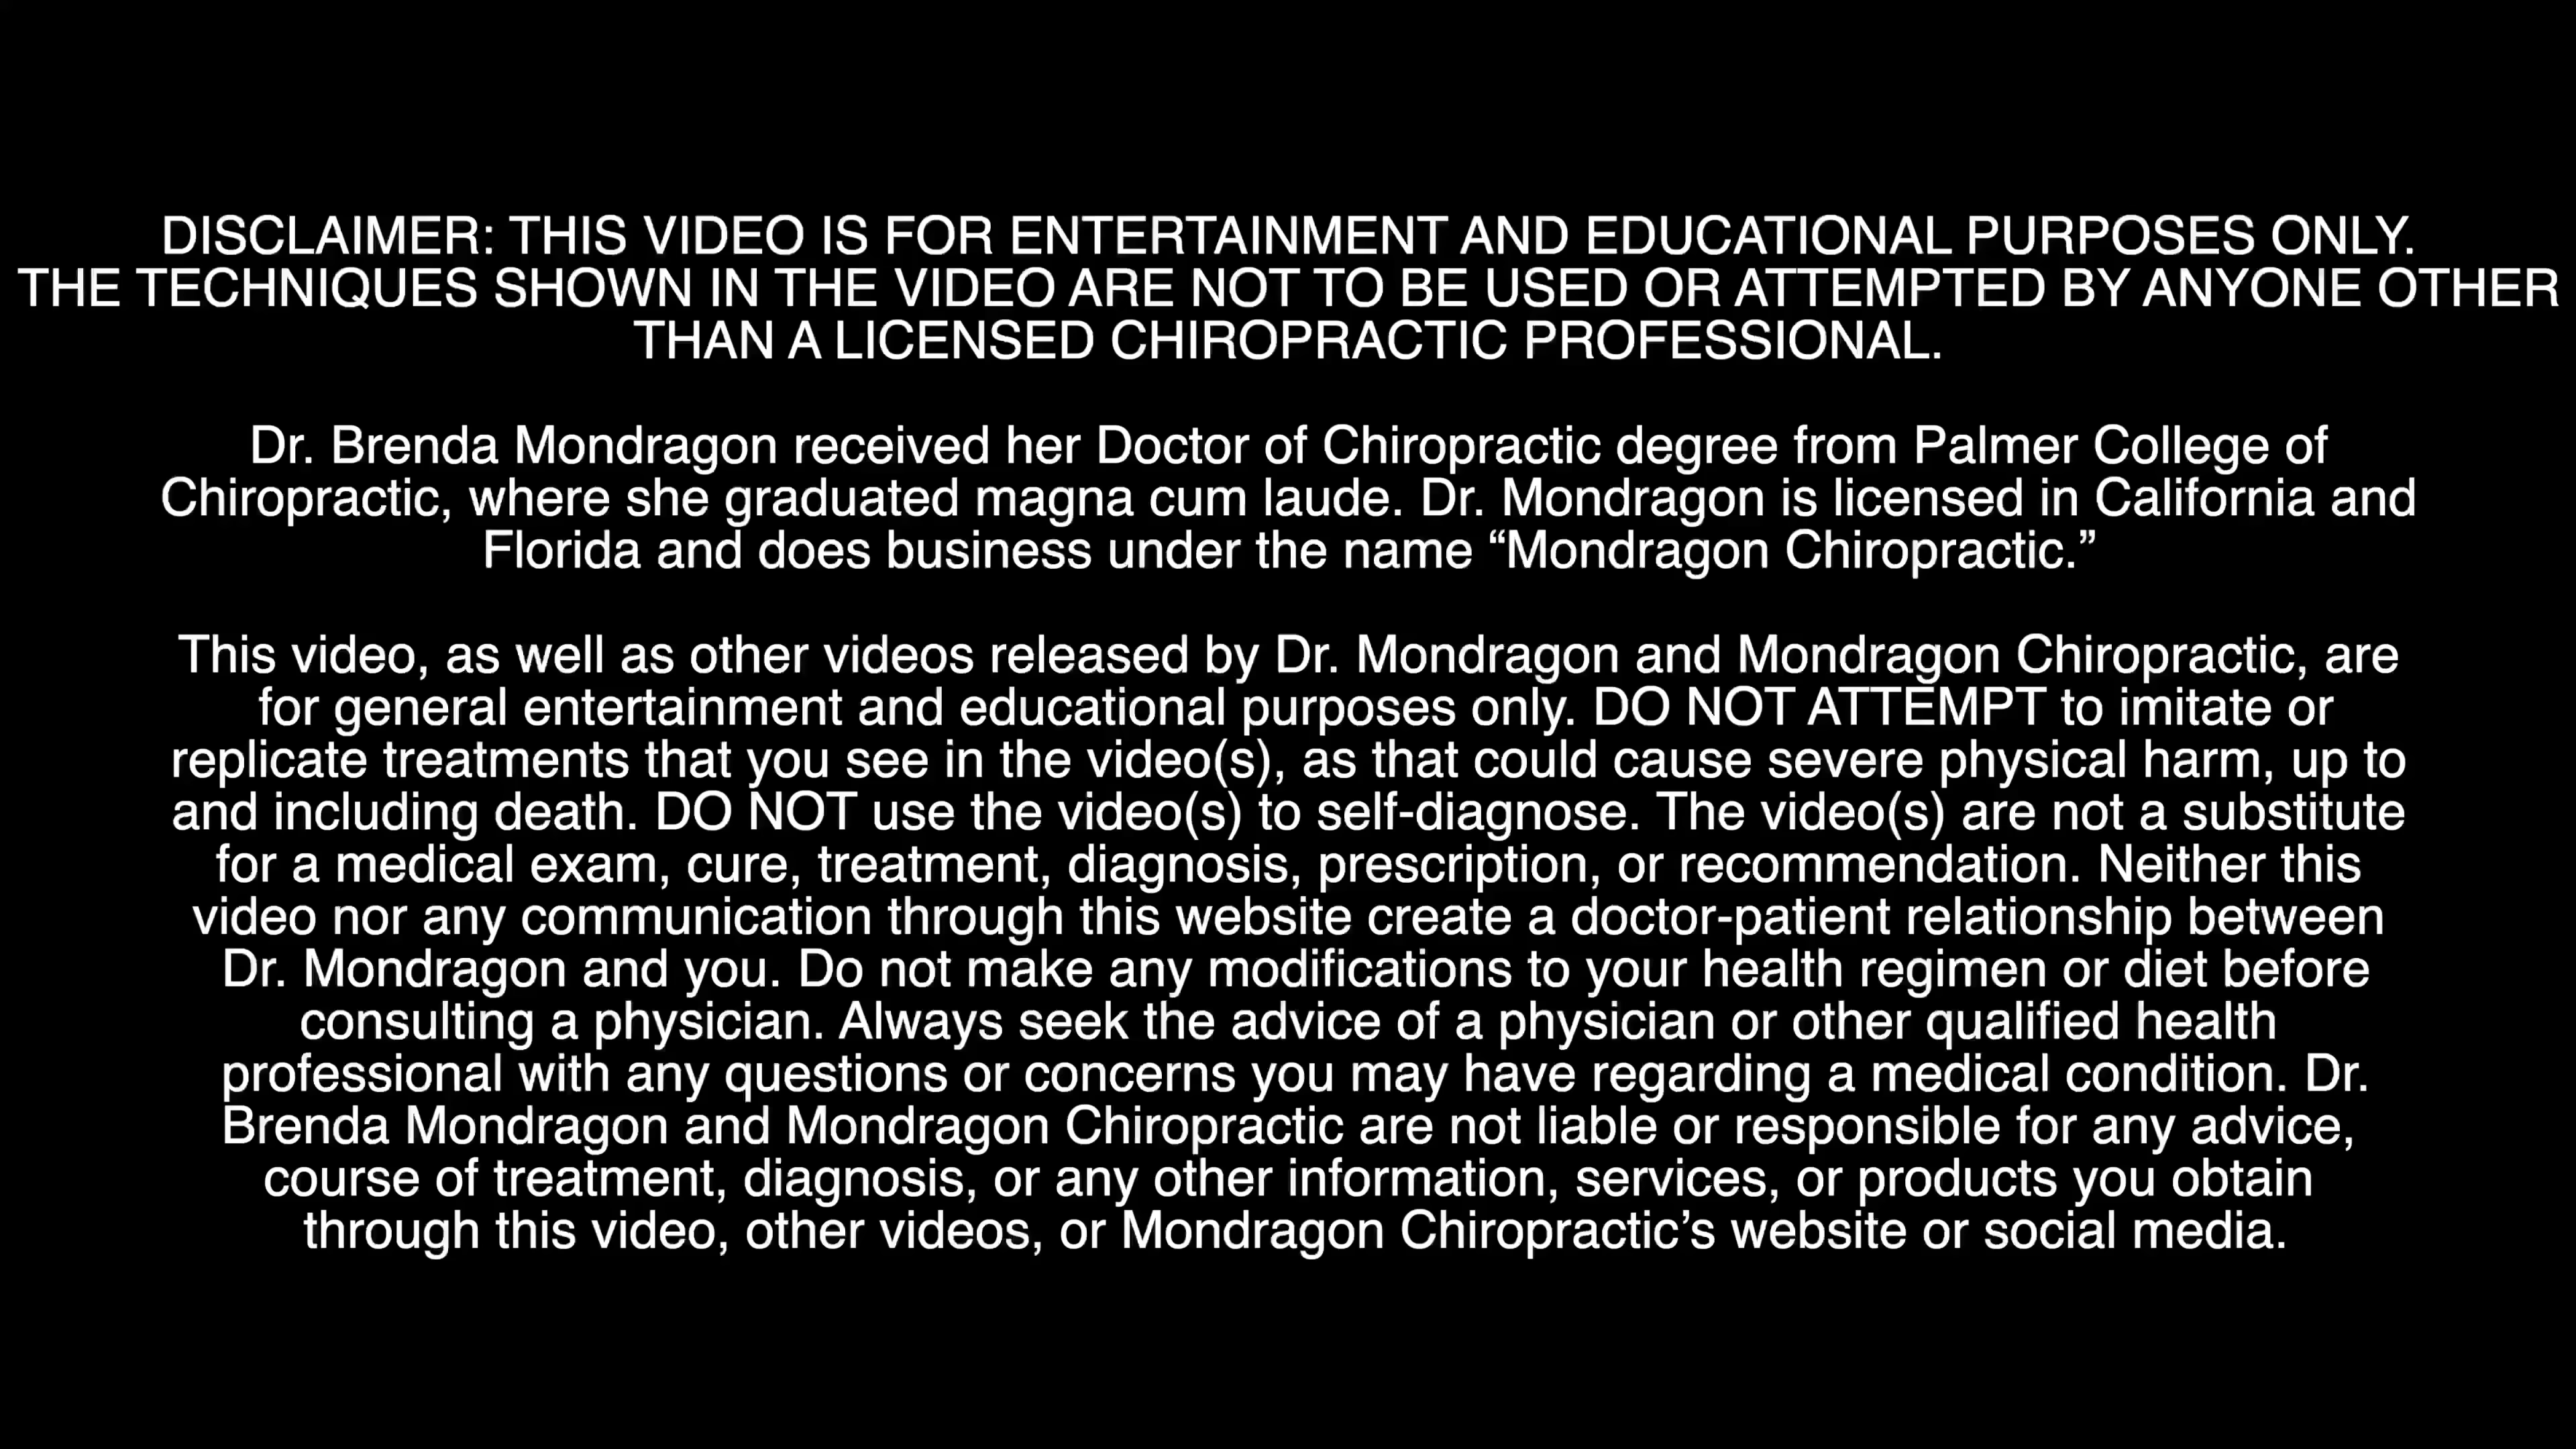 DISCLAIMER: THIS VIDEO IS FOR ENTERTAINMENT AND EDUCATIONAL PURPOSES ONLY.
THE TECHNIQUES SHOWN IN THE VIDEO ARE NOT TO BE USED OR ATTEMPTED BY ANYONE OTHER
THAN A LICENSED CHIROPRACTIC PROFESSIONAL.
Dr. Brenda Mondragon received her Doctor of Chiropractic degree from Palmer College of
Chiropractic, where she graduated magna cum laude. Dr. Mondragon is licensed in California and
Florida and does business under the name “Mondragon Chiropractic.”
This video, as well as other videos released by Dr. Mondragon and Mondragon Chiropractic, are
for general entertainment and educational purposes only. DO NOT ATTEMPT to imitate or
replicate treatments that you see in the video(s), as that could cause severe physical harm, up to
and including death. DO NOT use the video(s) to self-diagnose. The video(s) are not a substitute
for a medical exam, cure, treatment, diagnosis, prescription, or recommendation. Neither this
video nor any communication through this website create a doctor-patient relationship between
Dr. Mondragon and you. Do not make any modifications to your health regimen or diet before
consulting a physician. Always seek the advice of a physician or other qualified health
professional with any questions or concerns you may have regarding a medical condition. Dr.
Brenda Mondragon and Mondragon Chiropractic are not liable or responsible for any advice,
course of treatment, diagnosis, or any other information, services, or products you obtain
through this video, other videos, or Mondragon Chiropractic’s website or social media.